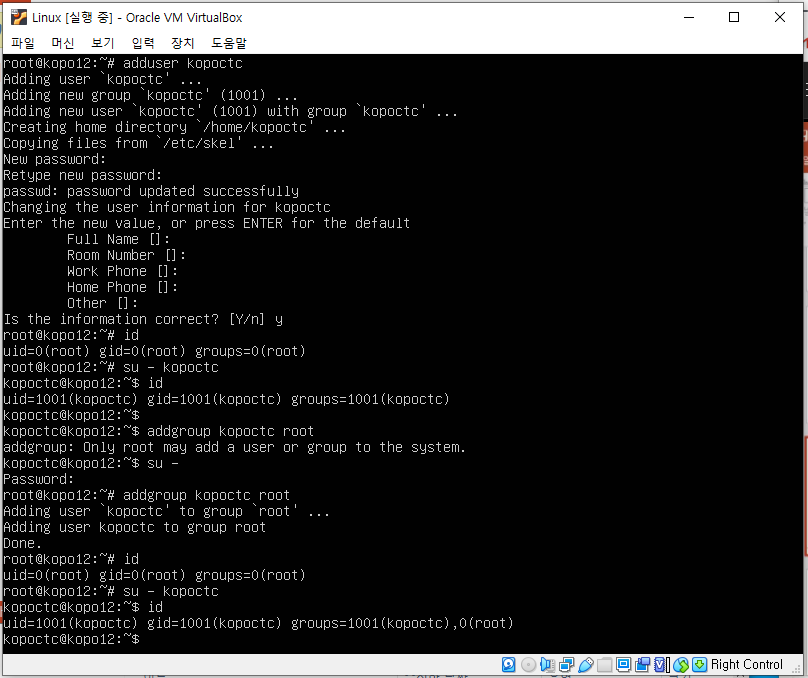 Linux [실행 중] - Oracle VM VirtualBox
파일 머신 보기 입력 장치 도움말
root@kopo12:~# adduser kopoctc
Adding user `kopoctc' ...
Adding new group `kopoctc' (1001) ...
Adding new user `kopoctc' (1001) with group `kopoctc' ...
Creating home directory `/home/kopoctc' ...
Copying files from `/etc/skel' ...
New password:
Retype new password:
passwd: password updated successfully
Changing the user information for kopoctc
Enter the new value, or press ENTER for the default
Full Name []:
Room Number []:
Work Phone []:
Home Phone []:
Other []:
Is the information correct? [Y/n] y
root@kopo12:~# id
uid=0(root) gid=0(root) groups=0(root)
root@kopo12:~# su - kopoctc
kopoctc@kopo12:~$ id
uid=1001(kopoctc) gid=1001(kopoctc) groups=1001(kopoctc)
kopoctc@kopo12:~$
kopoctc@kopo12:~$ addgroup kopoctc root
addgroup: Only root may add a user or group to the system.
kopoctc@kopo12:~$ su -
Password:
root@kopo12:~# addgroup kopoctc root
Adding user `kopoctc' to group `root' ...
Adding user kopoctc to group root
Done.
root@kopo12:~# id
uid=0(root) gid=0(root) groups=0(root)
root@kopo12:~# su - kopoctc
kopoctc@kopo12:~$ id
uid=1001(kopoctc) gid=1001(kopoctc) groups=1001(kopoctc),0(root)
kopoctc@kopo12:~$
Right Control